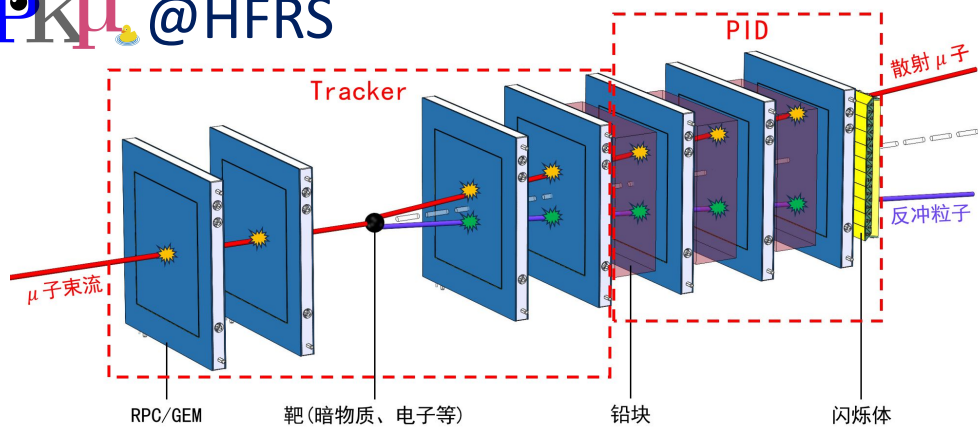 PKμ @HFRS
PID
Tracker
散射μ子
反冲粒子
μ子束流
RPC/GEM
靶(暗物质、电子等)
铅块
闪烁体